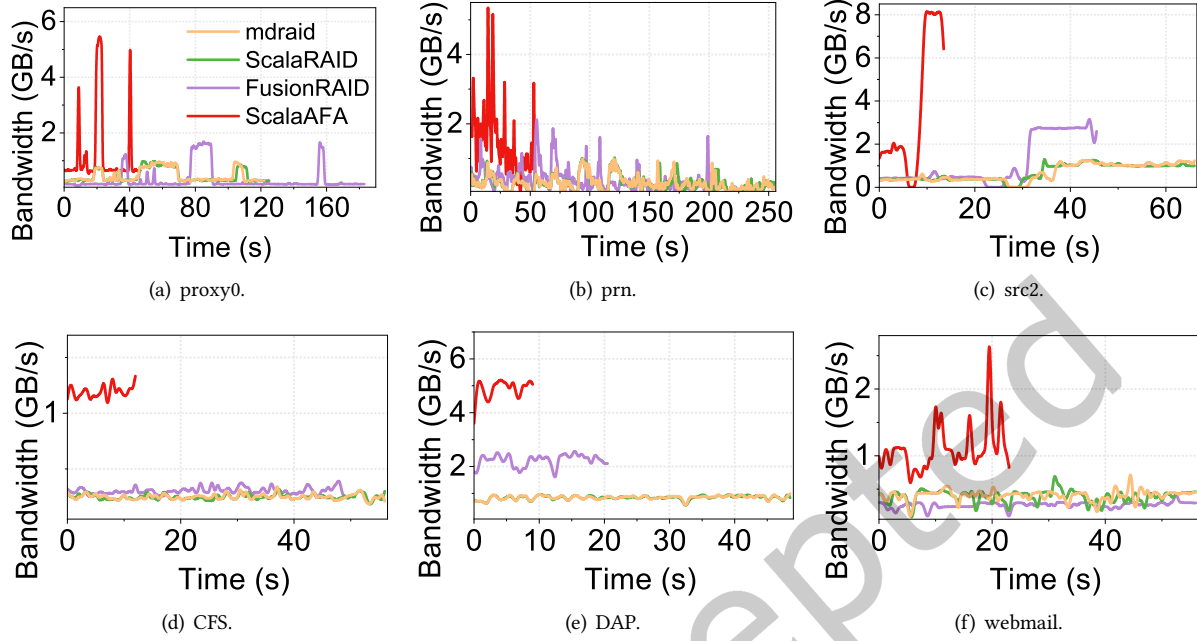 Bandwidth (GB/s)
6
4
2
0
0 40 80 120 160
Time (s)
mdraid
ScalaRAID
FusionRAID
ScalaAFA
(a) proxy0.
Bandwidth (GB/s)
4
2
0 50 100 150 200 250
Time (s)
(b) prn.
Bandwidth (GB/s)
8
6
4
2
0
0 20 40 60
Time (s)
(c) src2.
Bandwidth (GB/s)
1
0 20 40
Time (s)
(d) CFS.
Bandwidth (GB/s)
6
4
2
0 10 20 30 40
Time (s)
(e) DAP.
Bandwidth (GB/s)
2
1
0 20 40
Time (s)
(f) webmail.
epted